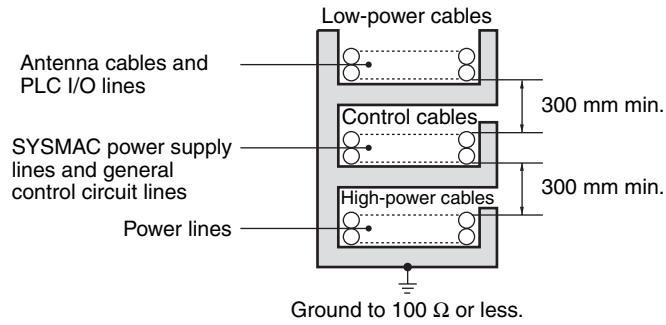 Low-power cables
Antenna cables and
PLC I/O lines
300 mm min.
Control cables
SYSMAC power supply
lines and general
control circuit lines
300 mm min.
High-power cables
Power lines
Ground to 100 Ω or less.